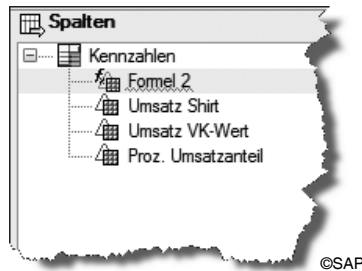 Spalten
Kennzahlen
Formel 2
Umsatz Shirt
Umsatz VK-Wert
Proz. Umsatzanteil
©SAP